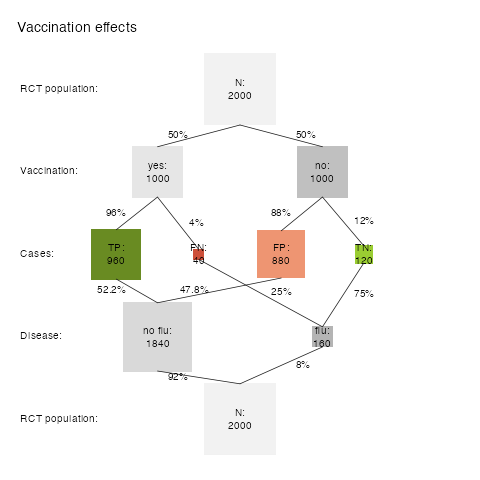 Vaccination effects
RCT population:
N:
2000
50%
50%
Vaccination:
yes:
1000
no:
1000
96%
4%
88%
12%
Cases:
TP:
960
FN:
40
FP:
880
TN:
120
52.2%
47.8%
25%
75%
Disease:
no flu:
1840
flu:
160
92%
8%
RCT population:
N:
2000